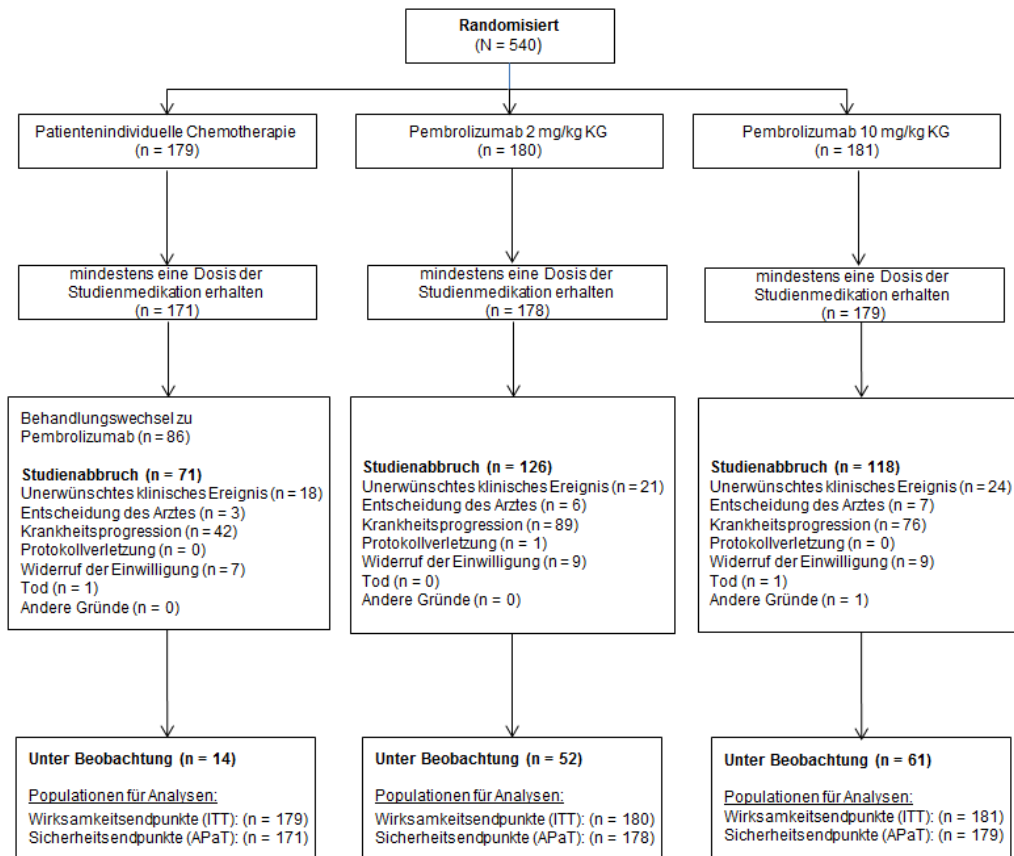 Randomisiert
(N = 540)
Patientenindividuelle Chemotherapie
(n = 179)
Pembrolizumab 2 mg/kg KG
(n = 180)
Pembrolizumab 10 mg/kg KG
(n = 181)
mindestens eine Dosis der
Studienmedikation erhalten
(n = 171)
mindestens eine Dosis der
Studienmedikation erhalten
(n = 178)
mindestens eine Dosis der
Studienmedikation erhalten
(n = 179)
Behandlungswechsel zu
Pembrolizumab (n = 86)
Studienabbruch (n = 71)
Unerwünschtes klinisches Ereignis (n = 18)
Entscheidung des Arztes (n = 3)
Krankheitsprogression (n = 42)
Protokollverletzung (n = 0)
Widerruf der Einwilligung (n = 7)
Tod (n = 1)
Andere Gründe (n = 0)
Studienabbruch (n = 126)
Unerwünschtes klinisches Ereignis (n = 21)
Entscheidung des Arztes (n = 6)
Krankheitsprogression (n = 89)
Protokollverletzung (n = 1)
Widerruf der Einwilligung (n = 9)
Tod (n = 0)
Andere Gründe (n = 0)
Studienabbruch (n = 118)
Unerwünschtes klinisches Ereignis (n = 24)
Entscheidung des Arztes (n = 7)
Krankheitsprogression (n = 76)
Protokollverletzung (n = 0)
Widerruf der Einwilligung (n = 9)
Tod (n = 1)
Andere Gründe (n = 1)
Unter Beobachtung (n = 14)
Populationen für Analysen:
Wirksamkeitsendpunkte (ITT): (n = 179)
Sicherheitsendpunkte (APaT): (n = 171)
Unter Beobachtung (n = 52)
Populationen für Analysen:
Wirksamkeitsendpunkte (ITT): (n = 180)
Sicherheitsendpunkte (APaT): (n = 178)
Unter Beobachtung (n = 61)
Populationen für Analysen:
Wirksamkeitsendpunkte (ITT): (n = 181)
Sicherheitsendpunkte (APaT): (n = 179)